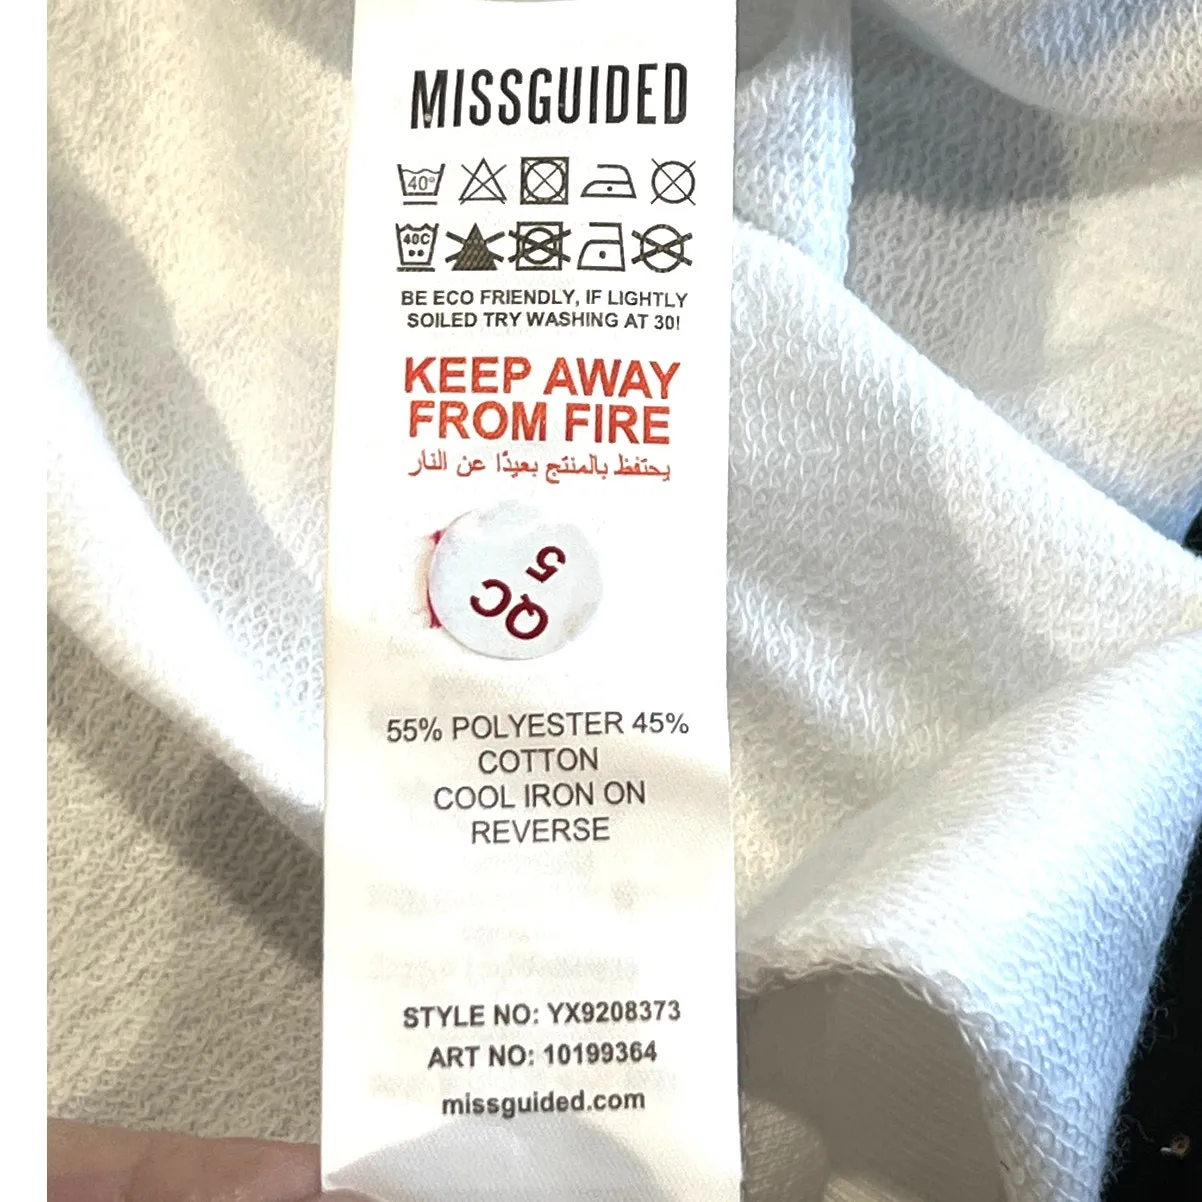 MISSGUIDED
40°
40C
BE ECO FRIENDLY, IF LIGHTLY
SOILED TRY WASHING AT 30!
KEEP AWAY
FROM FIRE
يحتفظ بالمنتج بعيدًا عن النار
QC
5
55% POLYESTER 45%
COTTON
COOL IRON ON
REVERSE
STYLE NO: YX9208373
ART NO: 10199364
missguided.com